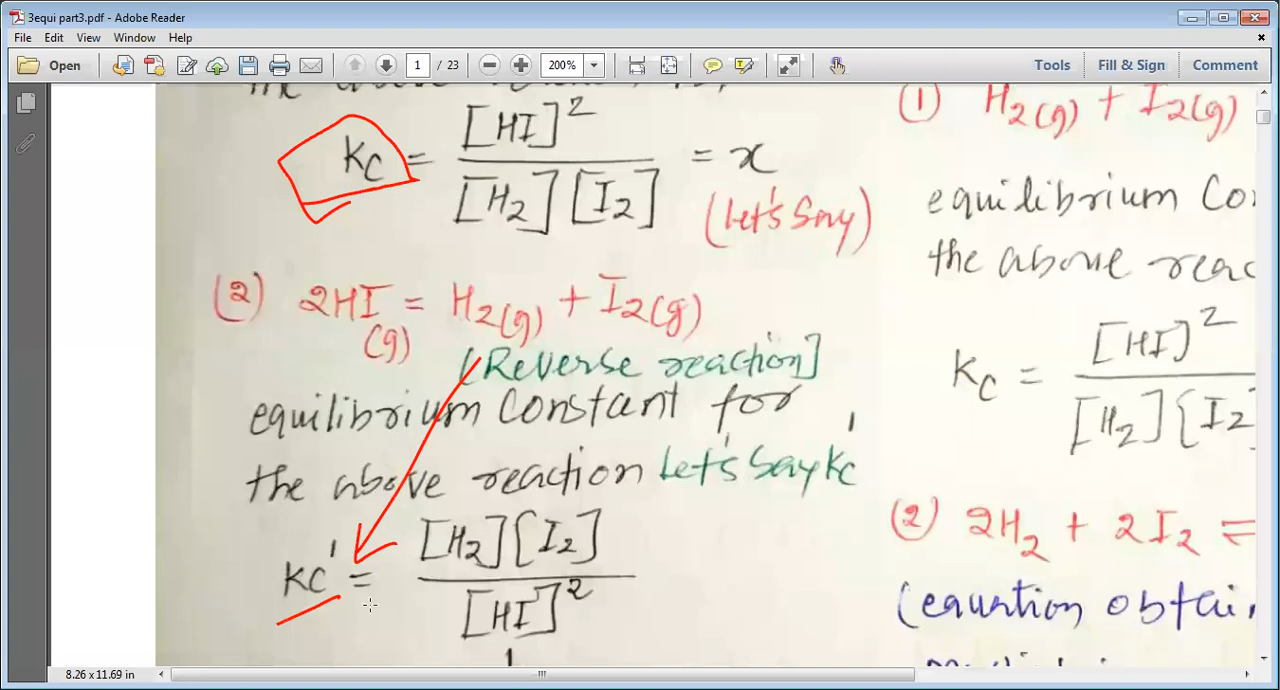 3equi part3.pdf - Adobe Reader
File Edit View Window Help
Open 1 / 23 200% Tools Fill & Sign Comment
the above
Kc = [HI]² / [H₂][I₂] = x
(let's Say)
(2) 2HI(g) = H₂(g) + I₂(g)
(Reverse reaction]
equilibrium Constant for
the above reaction Let's Say Kc'
Kc' = [H₂][I₂] / [HI]²
1
(1) H₂(g) + I₂(g)
equilibrium Co
the above reac
Kc = [HI]² / [H₂][I₂
(2) 2H₂ + 2I₂ ⇌
(equation obtai
8.26 x 11.69 in